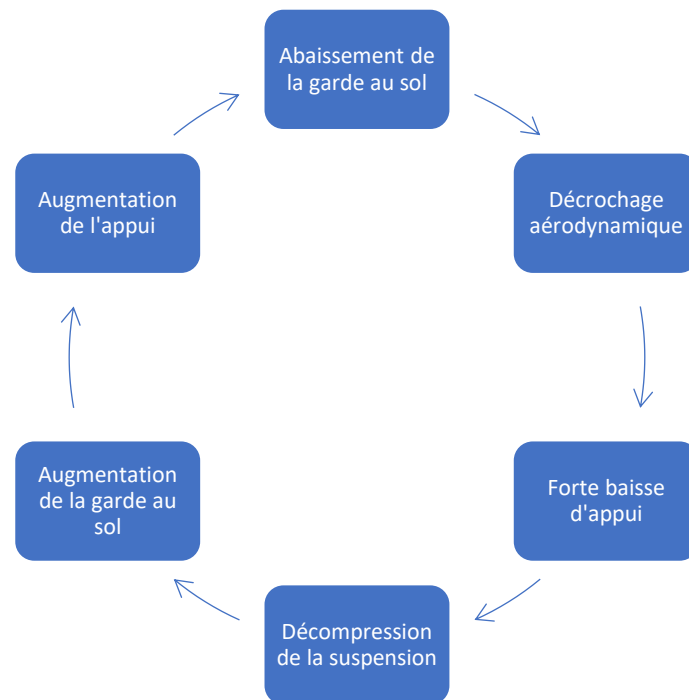 Abaissement de
la garde au sol
Décrochage
aérodynamique
Forte baisse
d'appui
Décompression
de la suspension
Augmentation
de la garde au
sol
Augmentation
de l'appui